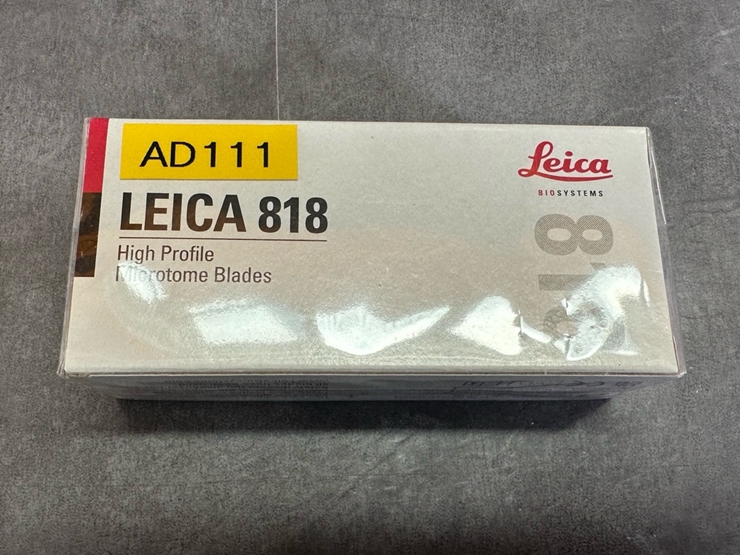 AD111
LEICA 818
High Profile
Microtome Blades
Leica
BIOSYSTEMS
818